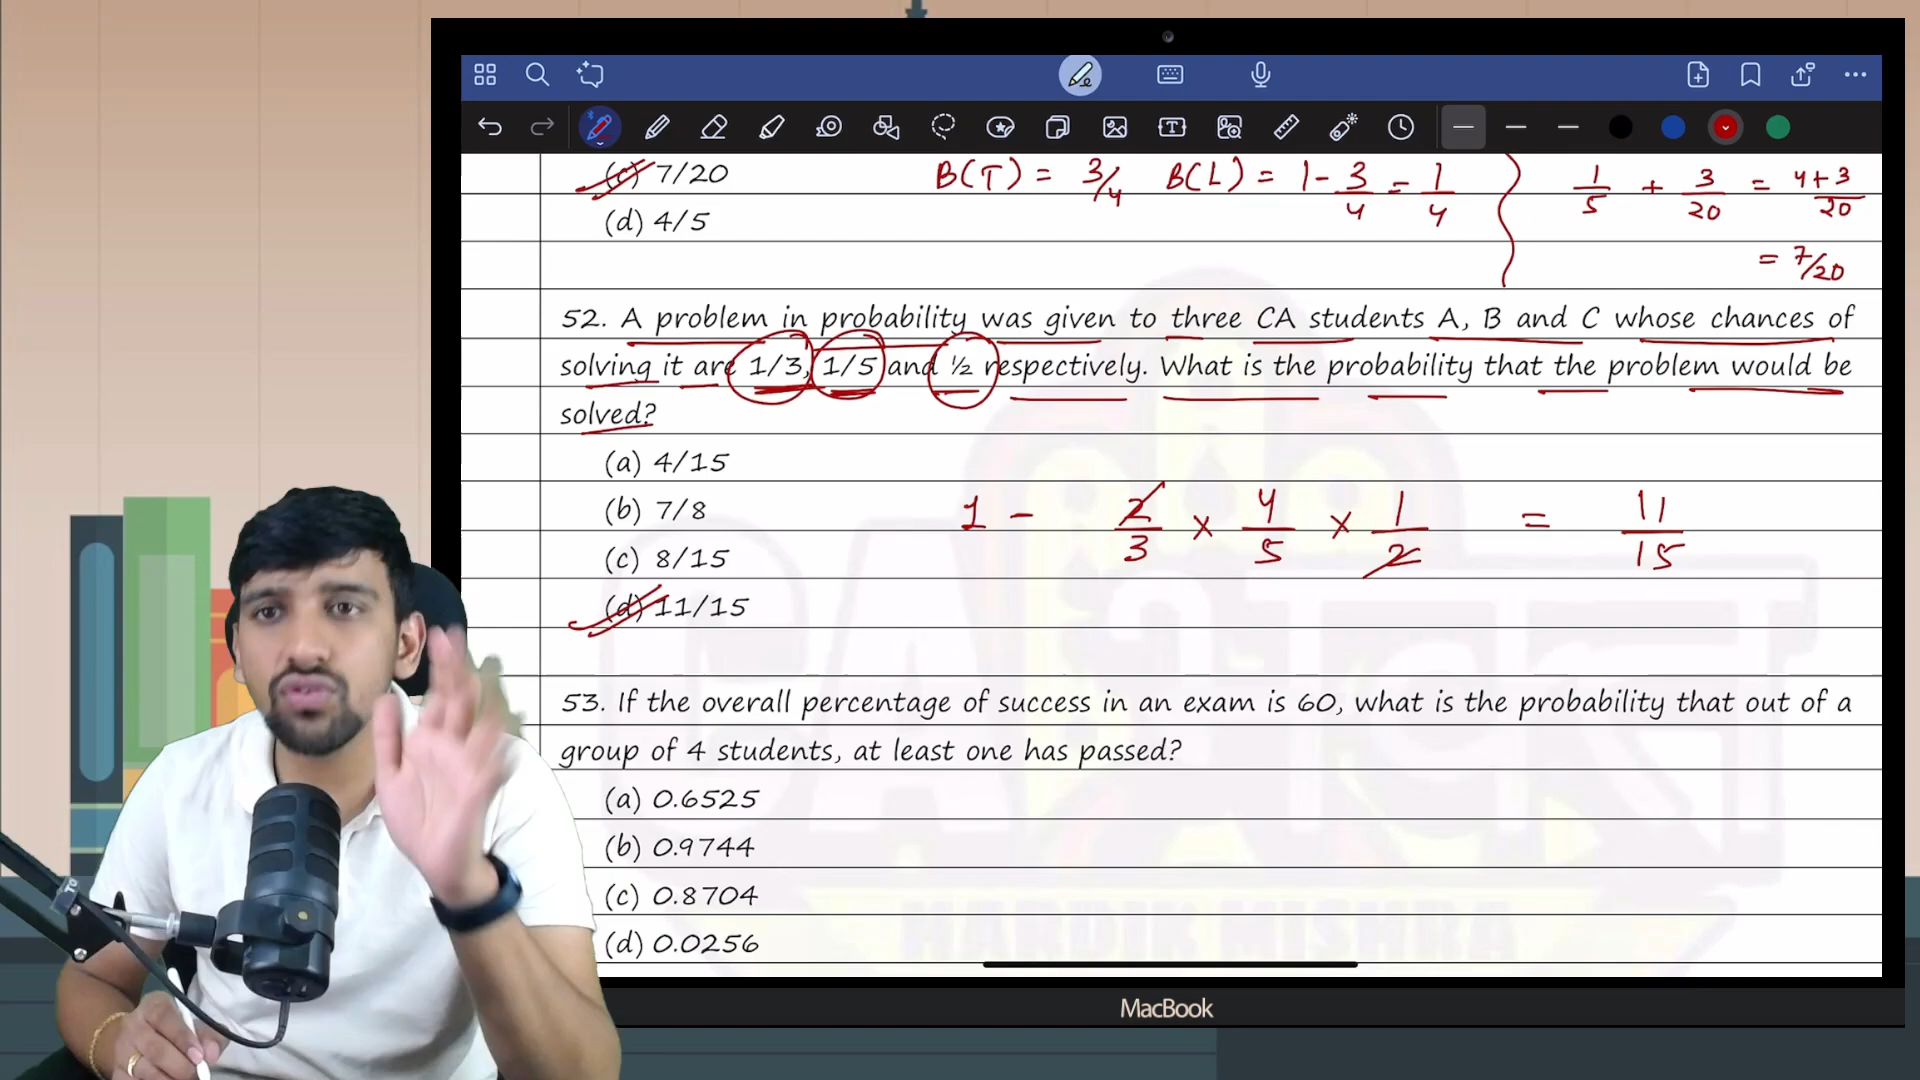 (c) 7/20 B(T) = 3/4 B(L) = 1 - 3/4 = 1/4 1/5 + 3/20 = 4+3/20
(d) 4/5
= 7/20
52. A problem in probability was given to three CA students A, B and C whose chances of
solving it are 1/3, 1/5 and ½ respectively. What is the probability that the problem would be
solved?
(a) 4/15
(b) 7/8 1 - 2/3 × 4/5 × 1/2 = 11/15
(c) 8/15
(d) 11/15
53. If the overall percentage of success in an exam is 60, what is the probability that out of a
group of 4 students, at least one has passed?
(a) 0.6525
(b) 0.9744
(c) 0.8704
(d) 0.0256
HARDIK MISHRA
MacBook